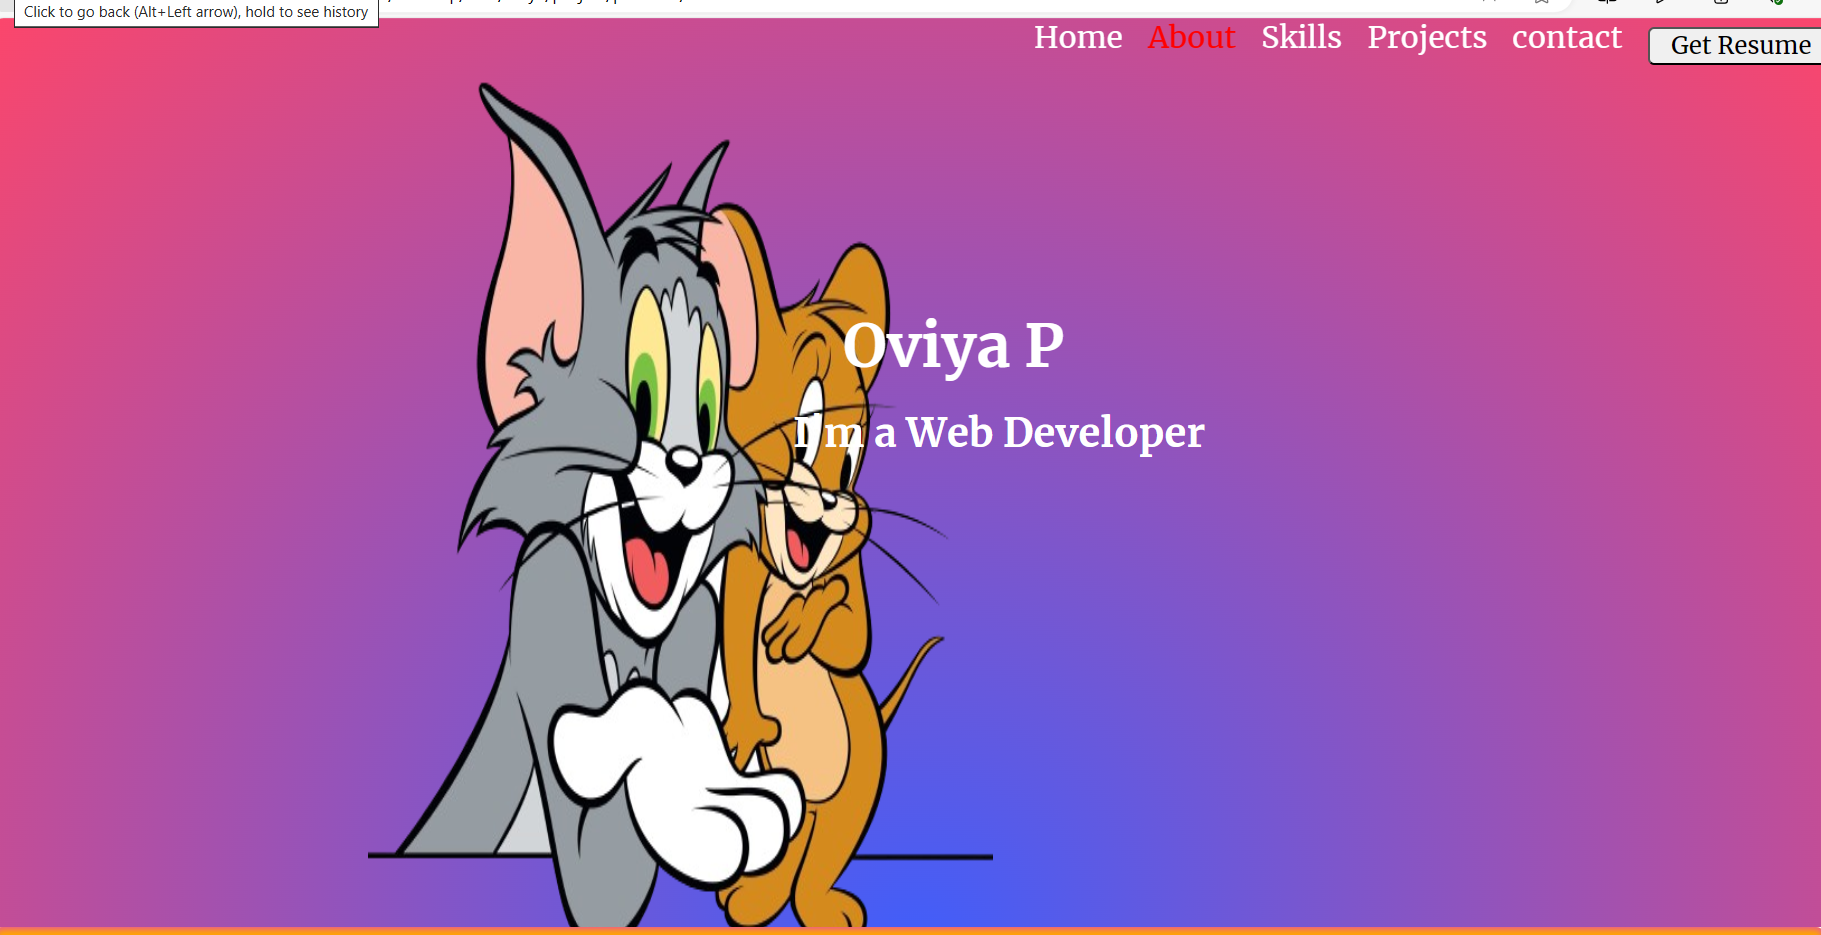 Click to go back (Alt+Left arrow), hold to see history
Home About Skills Projects contact Get Resume
Oviya P
I'm a Web Developer